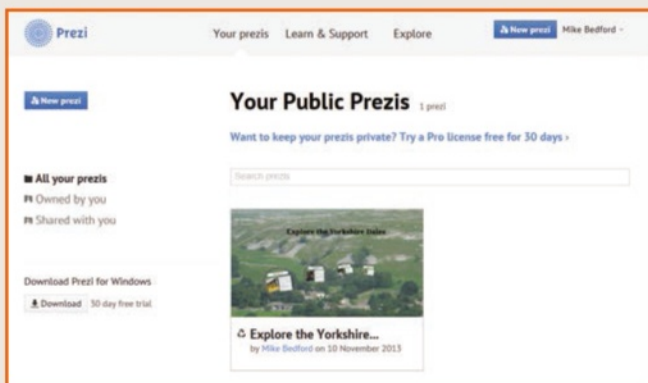 Prezi
Your prezis Learn & Support Explore
New prezi Mike Bedford
New prezi
Your Public Prezis 1 prezi
Want to keep your prezis private? Try a Pro license free for 30 days ›
Search prezis
All your prezis
Owned by you
Shared with you
Explore the Yorkshire Dales
Download Prezi for Windows
Download 30 day free trial
Explore the Yorkshire...
by Mike Bedford on 10 November 2013